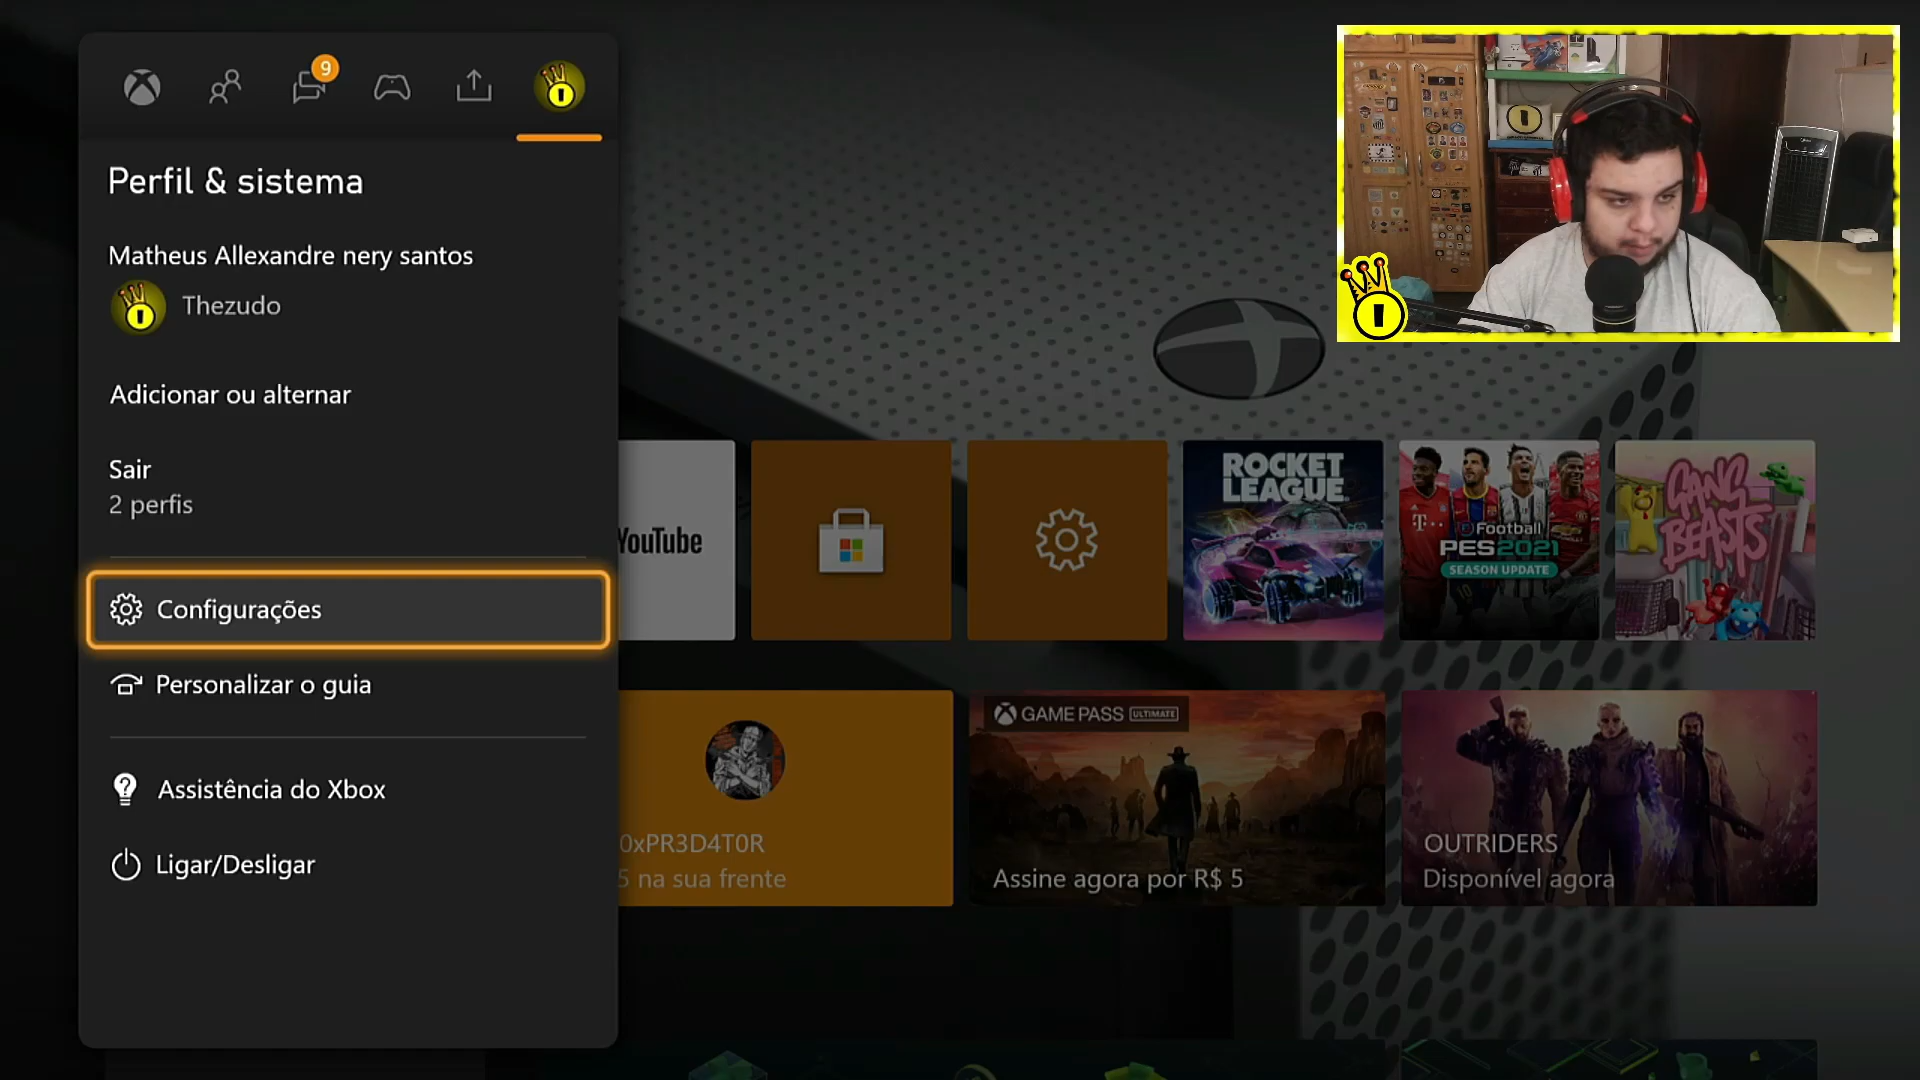 9
Perfil & sistema
Matheus Allexandre nery santos
Thezudo
Adicionar ou alternar
Sair
2 perfis
Configurações
Personalizar o guia
Assistência do Xbox
Ligar/Desligar
YouTube
ROCKET
LEAGUE
eFootball
PES2021
SEASON UPDATE
GANG
BEASTS
0xPR3D4T0R
5 na sua frente
GAME PASS ULTIMATE
Assine agora por R$ 5
OUTRIDERS
Disponível agora